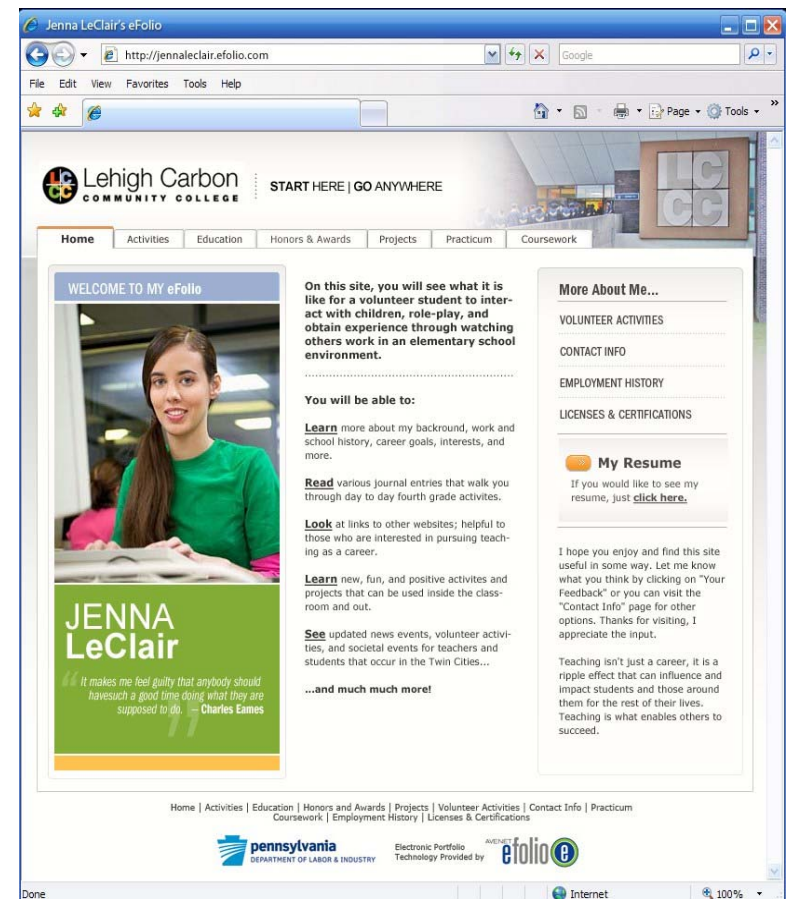 Jenna LeClair's eFolio
http://jennaleclair.efolio.com
Google
File Edit View Favorites Tools Help
Page Tools »
Lehigh Carbon
COMMUNITY COLLEGE
START HERE | GO ANYWHERE
LC
CC
LC
CC
Home Activities Education Honors & Awards Projects Practicum Coursework
WELCOME TO MY eFolio
JENNA
LeClair
“ It makes me feel guilty that anybody should
havesuch a good time doing what they are
supposed to do. – Charles Eames
”
On this site, you will see what it is
like for a volunteer student to inter-
act with children, role-play, and
obtain experience through watching
others work in an elementary school
environment.
You will be able to:
Learn more about my backround, work and
school history, career goals, interests, and
more.
Read various journal entries that walk you
through day to day fourth grade activites.
Look at links to other websites; helpful to
those who are interested in pursuing teach-
ing as a career.
Learn new, fun, and positive activites and
projects that can be used inside the class-
room and out.
See updated news events, volunteer activi-
ties, and societal events for teachers and
students that occur in the Twin Cities...
...and much much more!
More About Me...
VOLUNTEER ACTIVITIES
CONTACT INFO
EMPLOYMENT HISTORY
LICENSES & CERTIFICATIONS
My Resume
If you would like to see my
resume, just click here.
I hope you enjoy and find this site
useful in some way. Let me know
what you think by clicking on "Your
Feedback" or you can visit the
"Contact Info" page for other
options. Thanks for visiting, I
appreciate the input.
Teaching isn't just a career, it is a
ripple effect that can influence and
impact students and those around
them for the rest of their lives.
Teaching is what enables others to
succeed.
Home | Activities | Education | Honors and Awards | Projects | Volunteer Activities | Contact Info | Practicum
Coursework | Employment History | Licenses & Certifications
pennsylvania
DEPARTMENT OF LABOR & INDUSTRY
Electronic Portfolio
Technology Provided by
AVENET
efolio e
Done Internet 100%